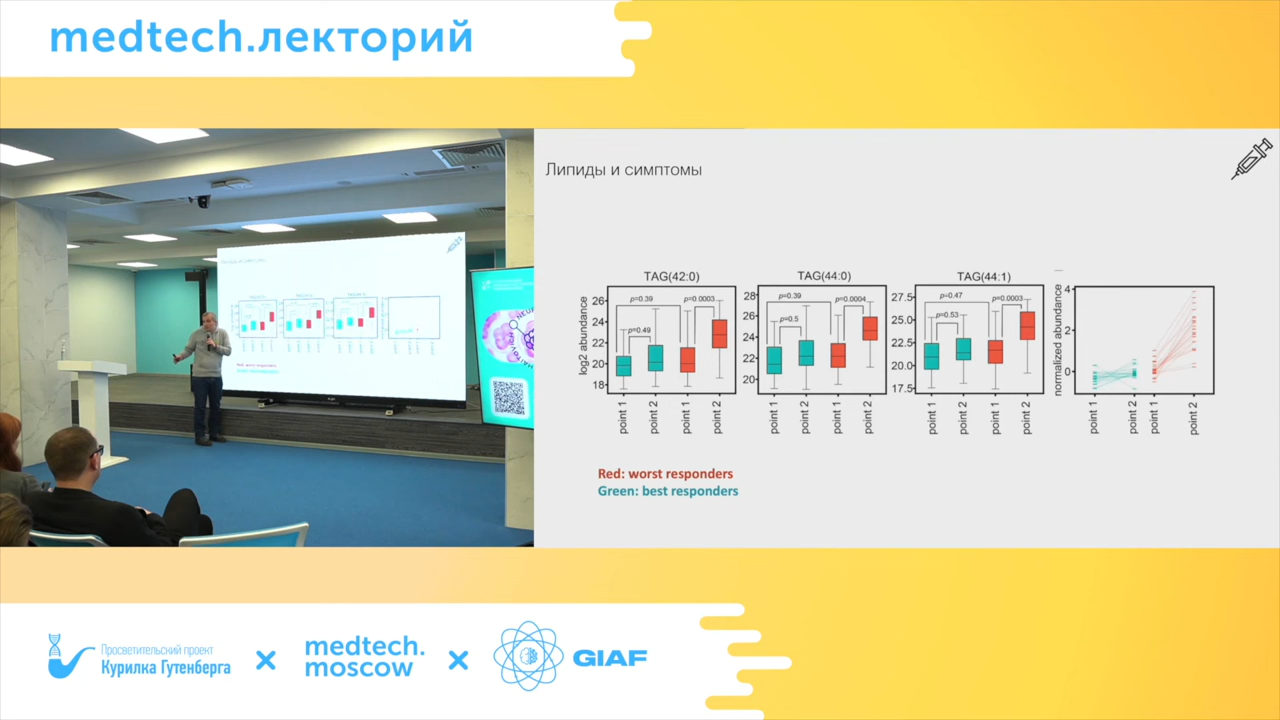 medtech.лекторий
Липиды и симптомы
TAG(42:0)
TAG(44:0)
TAG(44:1)
log2 abundance
26
24
22
20
18
p=0.39
p=0.0003
p=0.49
point 1
point 2
point 1
point 2
28
26
24
22
20
p=0.39
p=0.0004
p=0.5
point 1
point 2
point 1
point 2
27.5
25.0
22.5
20.0
17.5
p=0.47
p=0.0003
p=0.53
point 1
point 2
point 1
point 2
normalized abundance
4
2
0
point 1
point 2
point 1
point 2
Red: worst responders
Green: best responders
Просветительский проект
Курилка Гутенберга
medtech.
moscow
GIAF